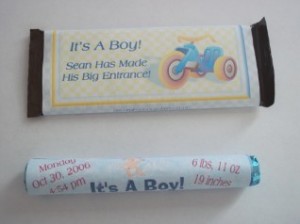 It's A Boy!
Sean Has Made
His Big Entrance!
Monday
Oct 30, 2006
4:54 pm
It's A Boy!
6 lbs, 11 oz
19 inches